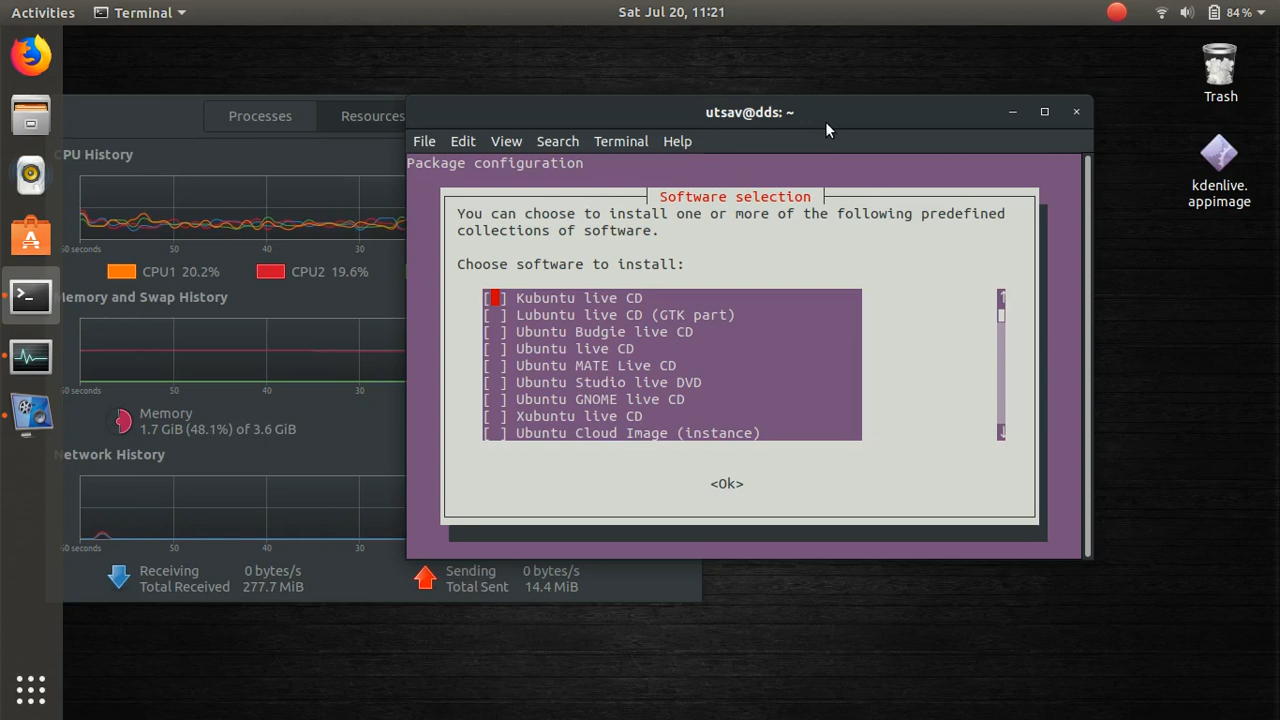 Activities
Terminal
Sat Jul 20, 11:21
84 %
Trash
kdenlive.
appimage
Processes
Resources
CPU History
60 seconds
50
40
30
CPU1 20.2%
CPU2 19.6%
Memory and Swap History
60 seconds
50
40
30
Memory
1.7 GiB (48.1%) of 3.6 GiB
Network History
60 seconds
50
40
30
Receiving
0 bytes/s
Total Received
277.7 MiB
Sending
0 bytes/s
Total Sent
14.4 MiB
utsav@dds: ~
File Edit View Search Terminal Help
Package configuration
Software selection
You can choose to install one or more of the following predefined
collections of software.
Choose software to install:
[ ] Kubuntu live CD
[ ] Lubuntu live CD (GTK part)
[ ] Ubuntu Budgie live CD
[ ] Ubuntu live CD
[ ] Ubuntu MATE Live CD
[ ] Ubuntu Studio live DVD
[ ] Ubuntu GNOME live CD
[ ] Xubuntu live CD
[ ] Ubuntu Cloud Image (instance)
<Ok>